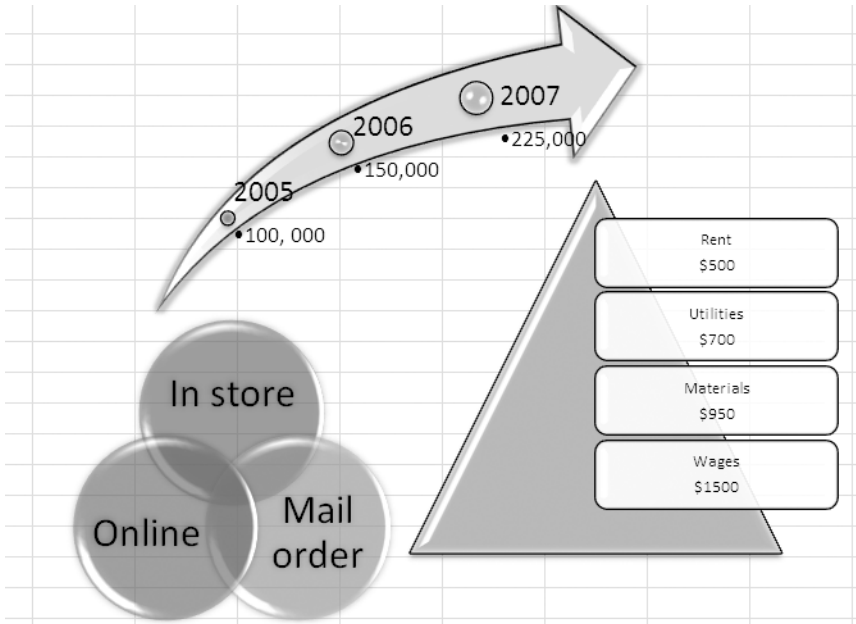 2005
100, 000
2006
150,000
2007
225,000
In store
Online
Mail
order
Rent
$500
Utilities
$700
Materials
$950
Wages
$1500